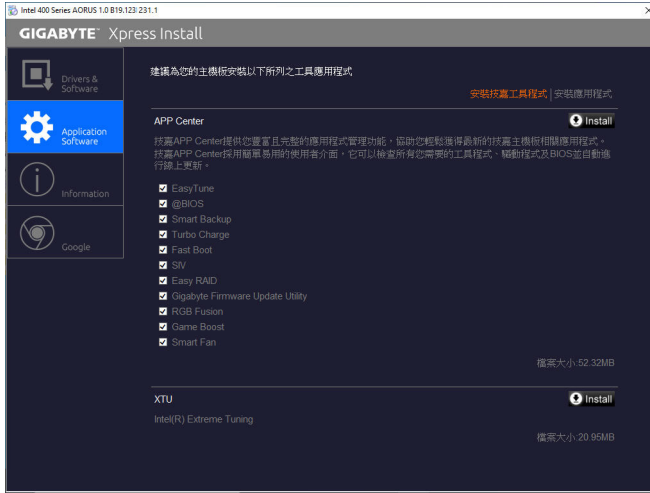 Intel 400 Series AORUS 1.0 B19.1231.1
GIGABYTE™ Xpress Install
Drivers &
Software
Application
Software
Information
Google
建議為您的主機板安裝以下所列之工具應用程式
安裝技嘉工具程式|安裝應用程式
APP Center
Install
技嘉APP Center提供您豐富且完整的應用程式管理功能，協助您輕鬆獲得最新的技嘉主機板相關應用程式。
技嘉APP Center採用簡單易用的使用者介面，它可以檢查所有您需要的工具程式、驅動程式及BIOS並自動進
行線上更新。
EasyTune
@BIOS
Smart Backup
Turbo Charge
Fast Boot
SIV
Easy RAID
Gigabyte Firmware Update Utility
RGB Fusion
Game Boost
Smart Fan
檔案大小:52.32MB
XTU
Install
Intel(R) Extreme Tuning
檔案大小:20.95MB